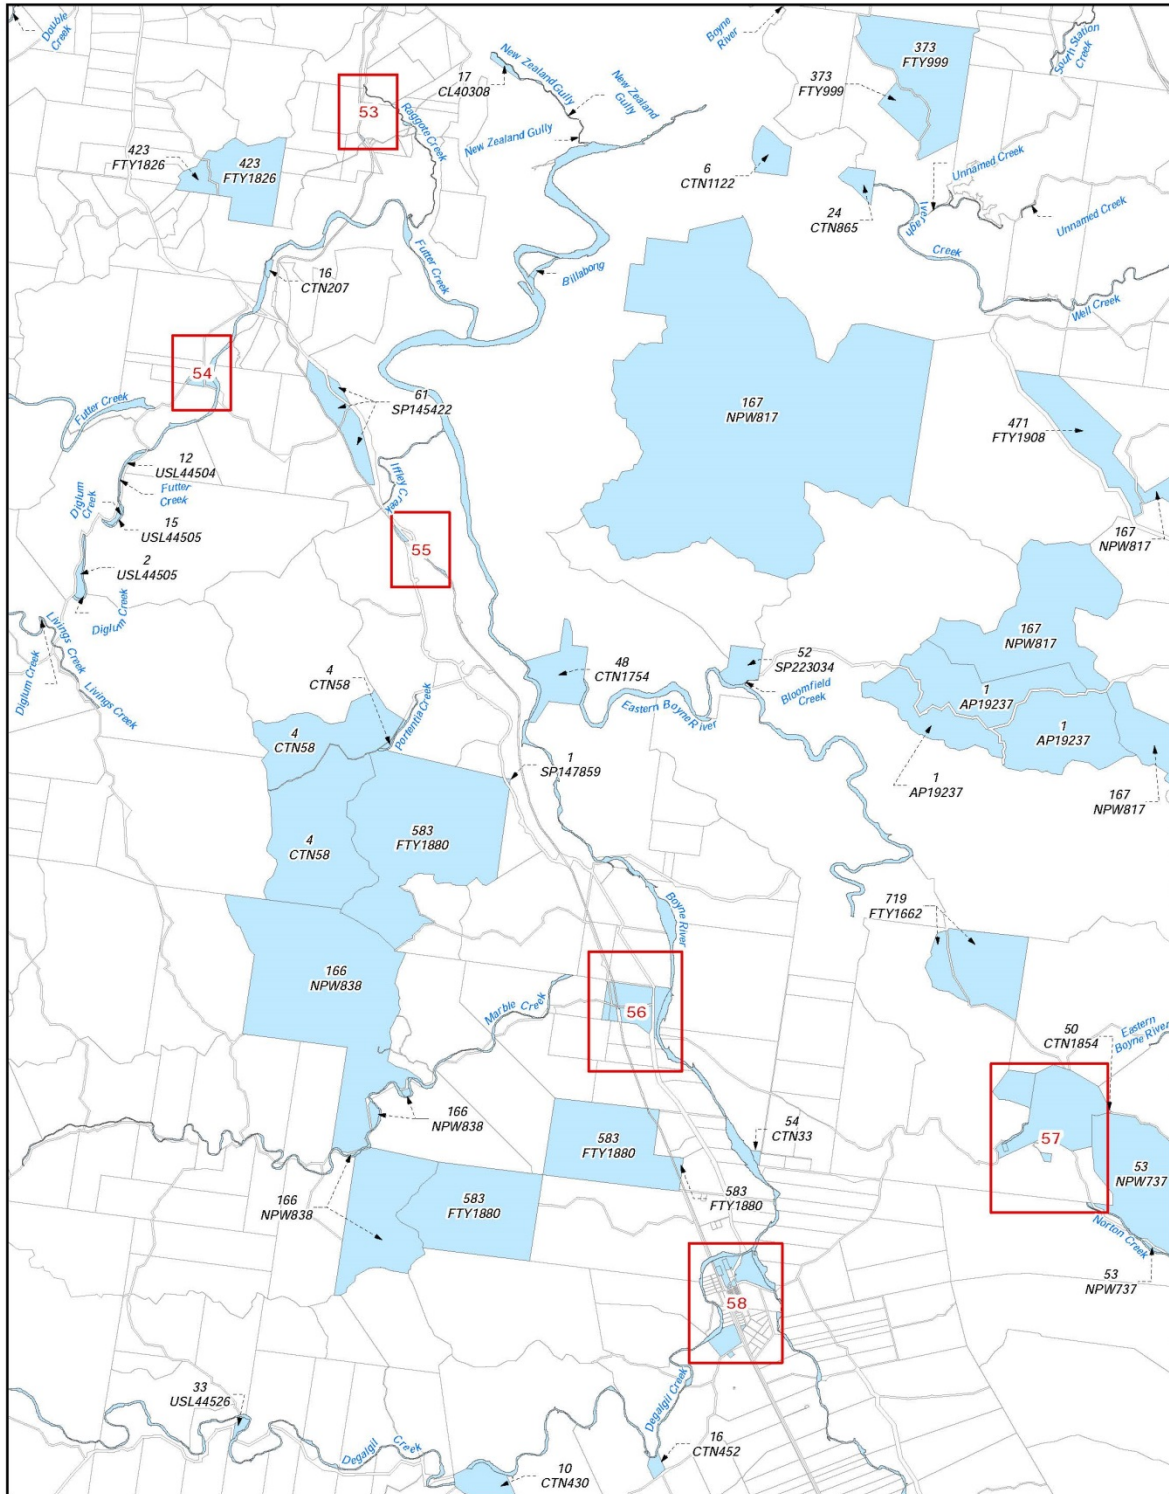 Double
Creek
Boyne
River
South Station
Creek
373
FTY999
373
FTY999
17
CL40308
New Zealand Gully
New Zealand
Gully
New Zealand Gully
53
Raggote Creek
423
FTY1826
423
FTY1826
6
CTN1122
24
CTN865
Unnamed Creek
Unnamed Creek
Iveragh
Creek
Well Creek
16
CTN207
Futter Creek
Billabong
54
Futter Creek
61
SP145422
167
NPW817
471
FTY1908
12
USL44504
Futter
Creek
Diglum
Creek
15
USL44505
2
USL44505
Diglum Creek
Iffley Creek
55
167
NPW817
167
NPW817
Livings Creek
Livings Creek
Diglum Creek
4
CTN58
Portentia Creek
4
CTN58
48
CTN1754
52
SP223034
Bloomfield
Creek
Eastern Boyne River
1
AP19237
1
AP19237
1
AP19237
167
NPW817
1
SP147859
4
CTN58
583
FTY1880
719
FTY1662
Boyne River
166
NPW838
Marble Creek
56
50
CTN1854
Eastern
Boyne River
57
53
NPW737
166
NPW838
583
FTY1880
54
CTN33
166
NPW838
583
FTY1880
583
FTY1880
Norton Creek
53
NPW737
58
33
USL44526
Degalgil Creek
Degalgil Creek
16
CTN452
10
CTN430